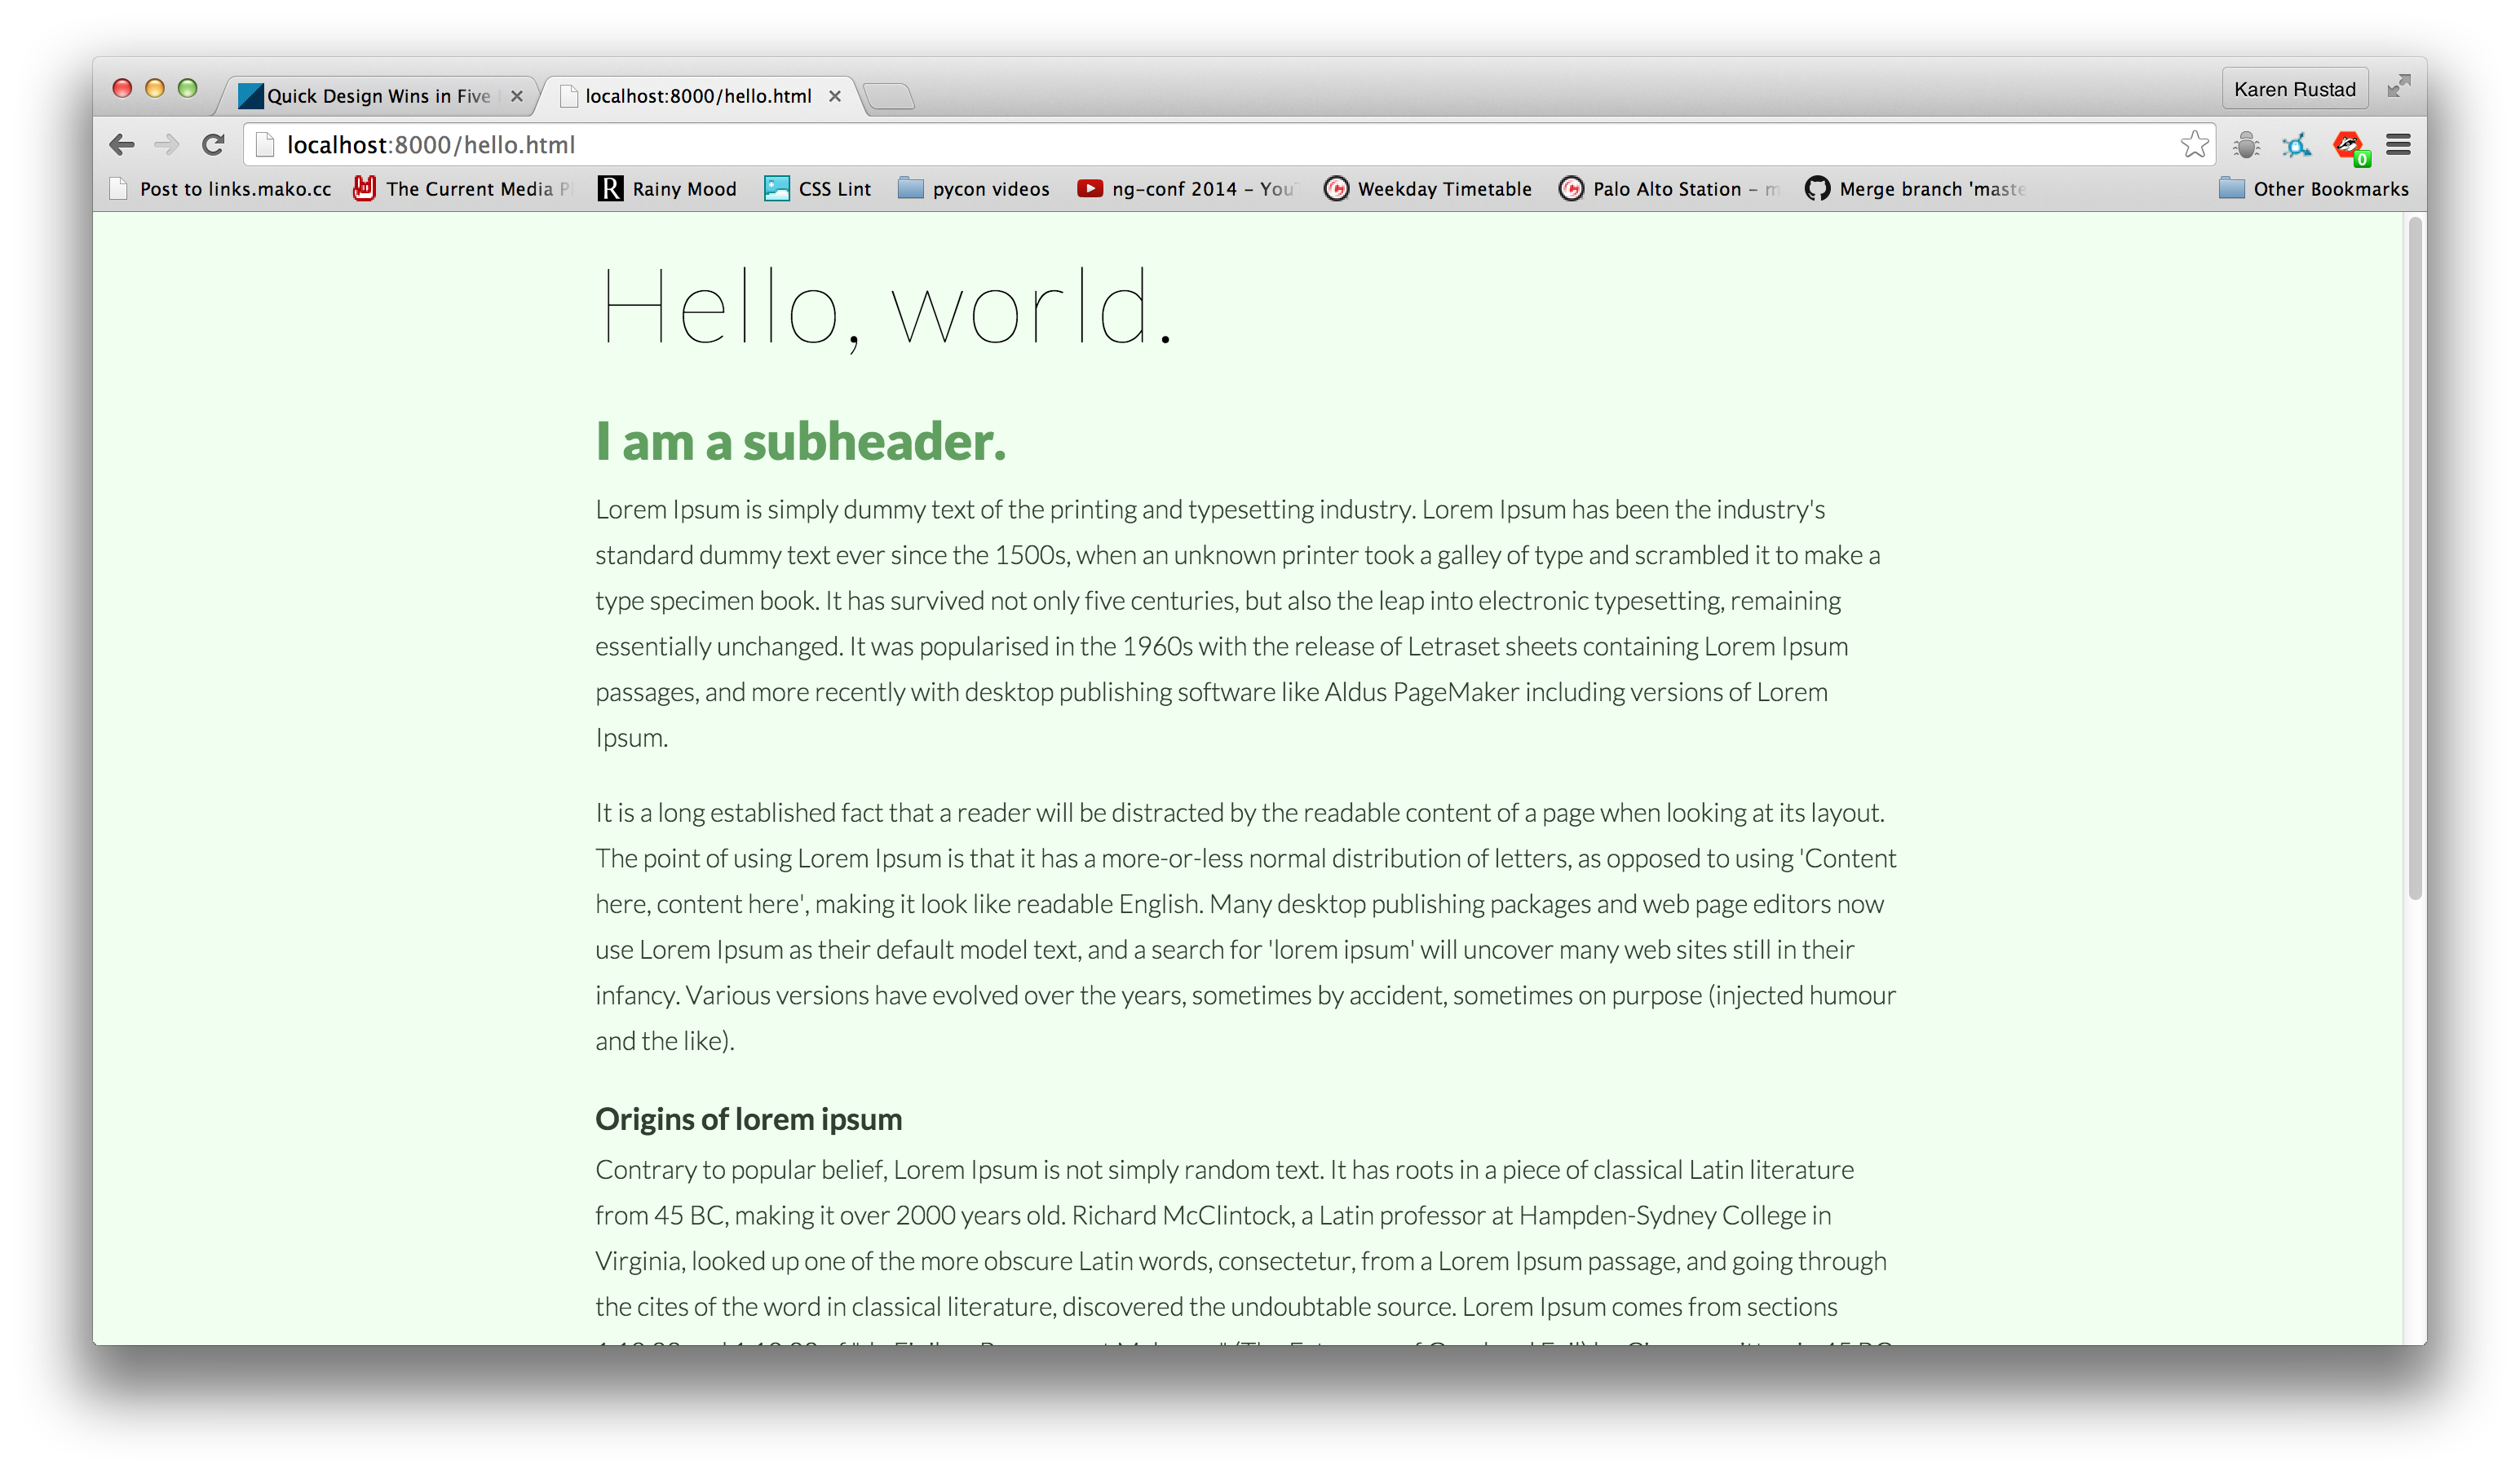 Quick Design Wins in Five
localhost:8000/hello.html
Karen Rustad
localhost:8000/hello.html
0
Post to links.mako.cc
The Current Media P
Rainy Mood
CSS Lint
pycon videos
ng-conf 2014 – You
Weekday Timetable
Palo Alto Station – m
Merge branch 'maste
Other Bookmarks
Hello, world.
I am a subheader.
Lorem Ipsum is simply dummy text of the printing and typesetting industry. Lorem Ipsum has been the industry's
standard dummy text ever since the 1500s, when an unknown printer took a galley of type and scrambled it to make a
type specimen book. It has survived not only five centuries, but also the leap into electronic typesetting, remaining
essentially unchanged. It was popularised in the 1960s with the release of Letraset sheets containing Lorem Ipsum
passages, and more recently with desktop publishing software like Aldus PageMaker including versions of Lorem
Ipsum.
It is a long established fact that a reader will be distracted by the readable content of a page when looking at its layout.
The point of using Lorem Ipsum is that it has a more-or-less normal distribution of letters, as opposed to using 'Content
here, content here', making it look like readable English. Many desktop publishing packages and web page editors now
use Lorem Ipsum as their default model text, and a search for 'lorem ipsum' will uncover many web sites still in their
infancy. Various versions have evolved over the years, sometimes by accident, sometimes on purpose (injected humour
and the like).
Origins of lorem ipsum
Contrary to popular belief, Lorem Ipsum is not simply random text. It has roots in a piece of classical Latin literature
from 45 BC, making it over 2000 years old. Richard McClintock, a Latin professor at Hampden-Sydney College in
Virginia, looked up one of the more obscure Latin words, consectetur, from a Lorem Ipsum passage, and going through
the cites of the word in classical literature, discovered the undoubtable source. Lorem Ipsum comes from sections